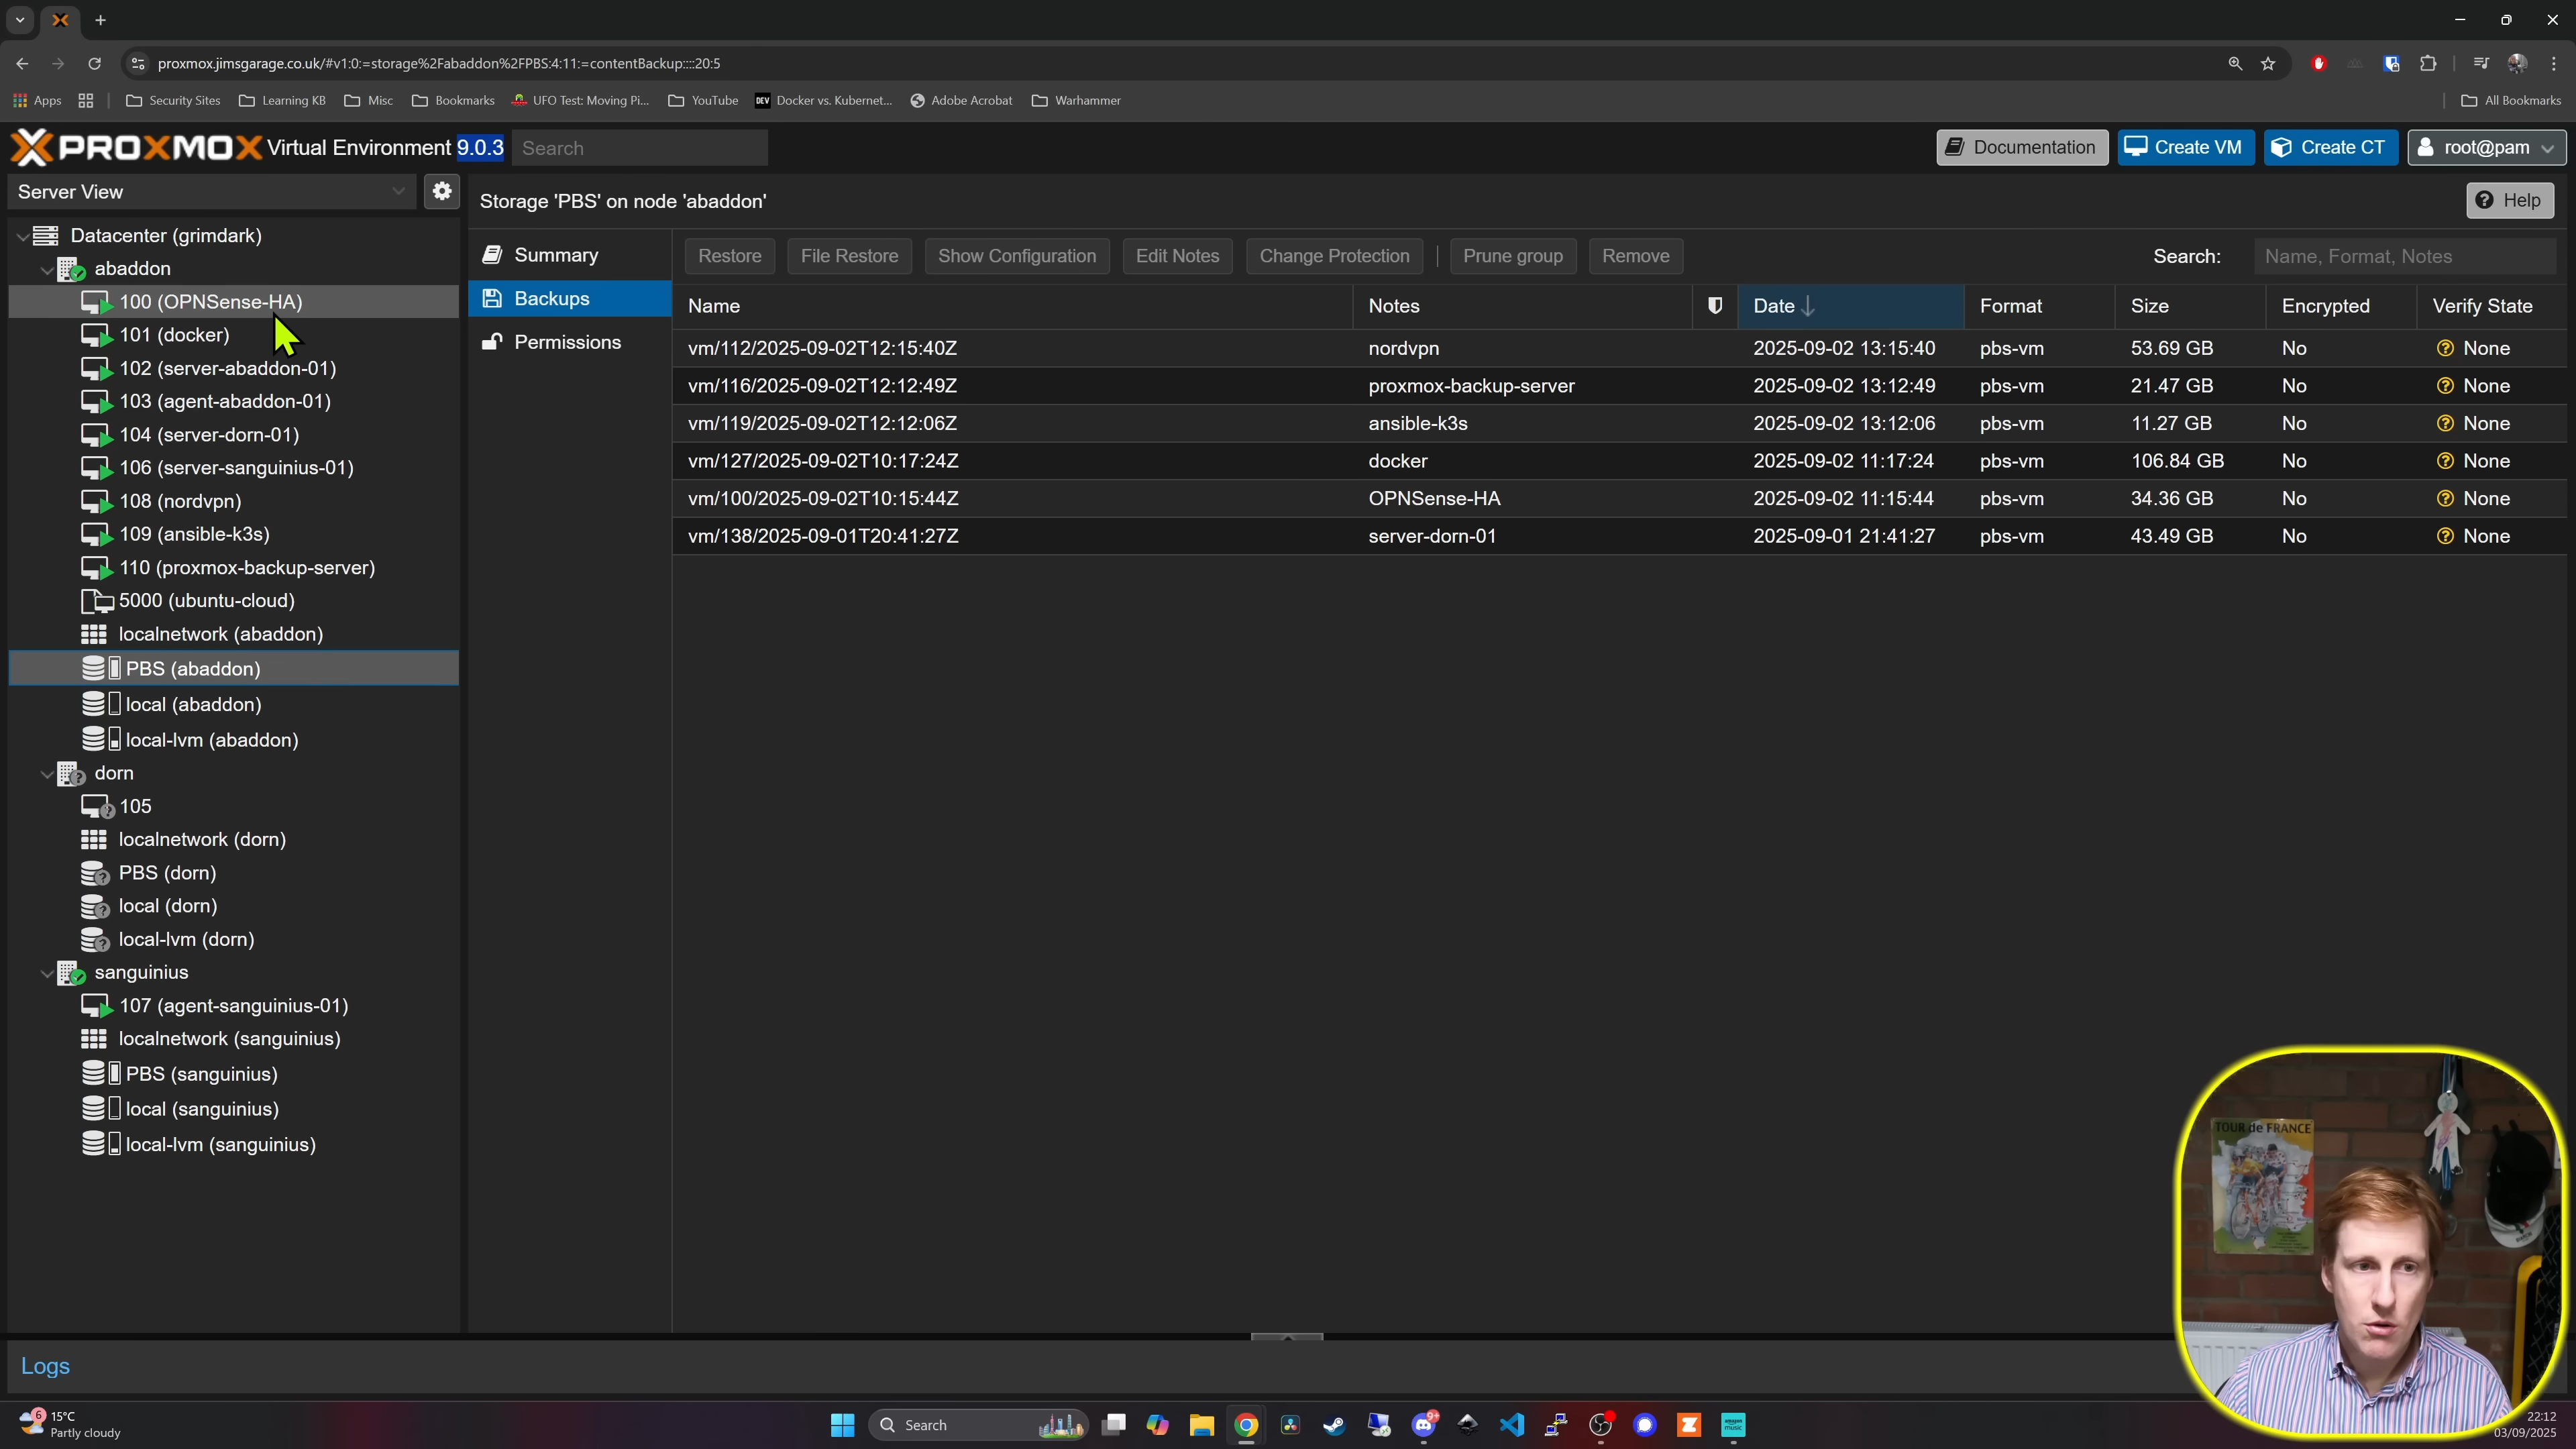 proxmox.jimsgarage.co.uk/#v1:0:=storage%2Fabaddon%2FPBS:4:11:=contentBackup::::20:5
Apps
Security Sites
Learning KB
Misc
Bookmarks
UFO Test: Moving Pi...
YouTube
DEV Docker vs. Kubernet...
Adobe Acrobat
Warhammer
All Bookmarks
PROXMOX Virtual Environment 9.0.3
Search
Documentation
Create VM
Create CT
root@pam
Server View
Storage 'PBS' on node 'abaddon'
Help
Datacenter (grimdark)
abaddon
100 (OPNSense-HA)
101 (docker)
102 (server-abaddon-01)
103 (agent-abaddon-01)
104 (server-dorn-01)
106 (server-sanguinius-01)
108 (nordvpn)
109 (ansible-k3s)
110 (proxmox-backup-server)
5000 (ubuntu-cloud)
localnetwork (abaddon)
PBS (abaddon)
local (abaddon)
local-lvm (abaddon)
dorn
105
localnetwork (dorn)
PBS (dorn)
local (dorn)
local-lvm (dorn)
sanguinius
107 (agent-sanguinius-01)
localnetwork (sanguinius)
PBS (sanguinius)
local (sanguinius)
local-lvm (sanguinius)
Summary
Backups
Permissions
Restore File Restore Show Configuration Edit Notes Change Protection Prune group Remove Search: Name, Format, Notes
Name Notes Date Format Size Encrypted Verify State
vm/112/2025-09-02T12:15:40Z nordvpn 2025-09-02 13:15:40 pbs-vm 53.69 GB No None
vm/116/2025-09-02T12:12:49Z proxmox-backup-server 2025-09-02 13:12:49 pbs-vm 21.47 GB No None
vm/119/2025-09-02T12:12:06Z ansible-k3s 2025-09-02 13:12:06 pbs-vm 11.27 GB No None
vm/127/2025-09-02T10:17:24Z docker 2025-09-02 11:17:24 pbs-vm 106.84 GB No None
vm/100/2025-09-02T10:15:44Z OPNSense-HA 2025-09-02 11:15:44 pbs-vm 34.36 GB No None
vm/138/2025-09-01T20:41:27Z server-dorn-01 2025-09-01 21:41:27 pbs-vm 43.49 GB No None
TOUR de FRANCE
Logs
6
15°C
Partly cloudy
Search
9+
amazon music
22:12
03/09/2025